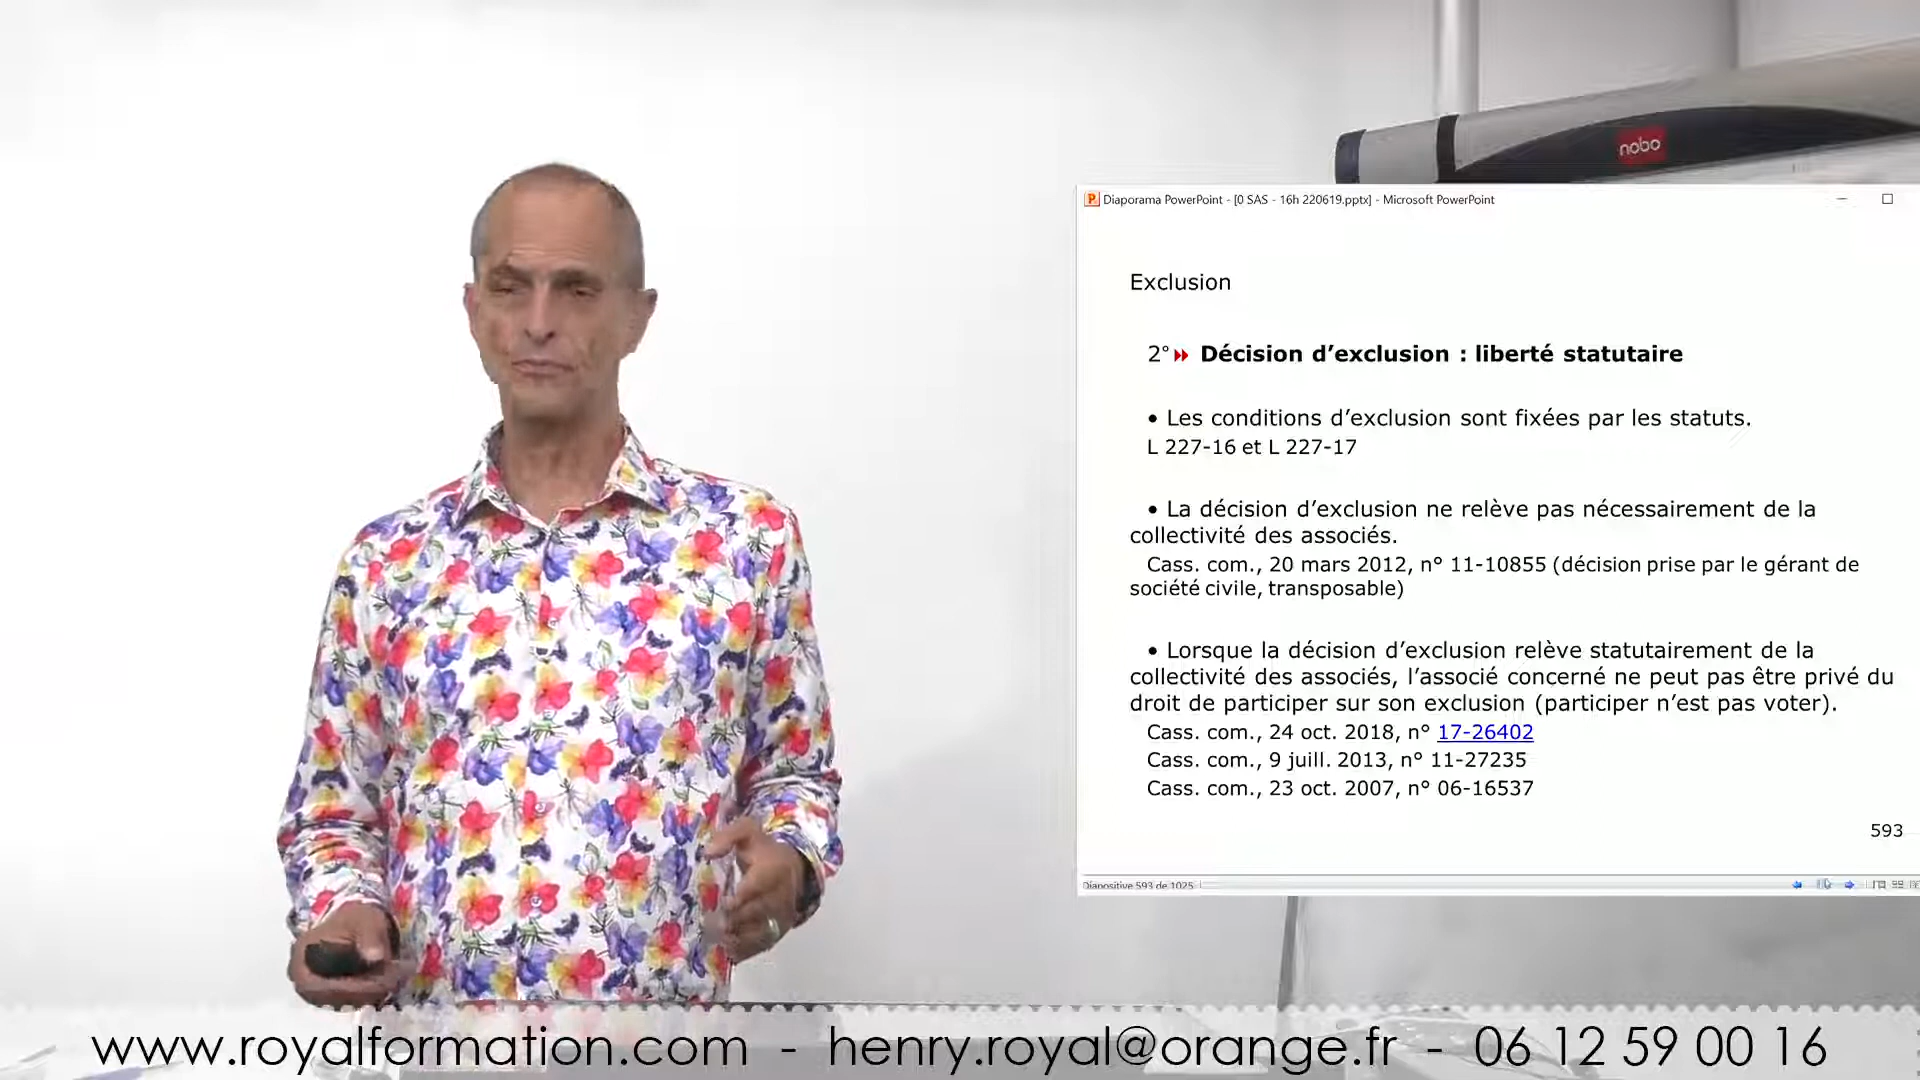 nobo
Diaporama PowerPoint - [0 SAS - 16h 220619.pptx] - Microsoft PowerPoint
Exclusion
2° Décision d’exclusion : liberté statutaire
• Les conditions d’exclusion sont fixées par les statuts.
L 227-16 et L 227-17
• La décision d’exclusion ne relève pas nécessairement de la
collectivité des associés.
Cass. com., 20 mars 2012, n° 11-10855 (décision prise par le gérant de
société civile, transposable)
• Lorsque la décision d’exclusion relève statutairement de la
collectivité des associés, l’associé concerné ne peut pas être privé du
droit de participer sur son exclusion (participer n’est pas voter).
Cass. com., 24 oct. 2018, n° 17-26402
Cass. com., 9 juill. 2013, n° 11-27235
Cass. com., 23 oct. 2007, n° 06-16537
593
Diapositive 593 de 1025
www.royalformation.com - henry.royal@orange.fr - 06 12 59 00 16